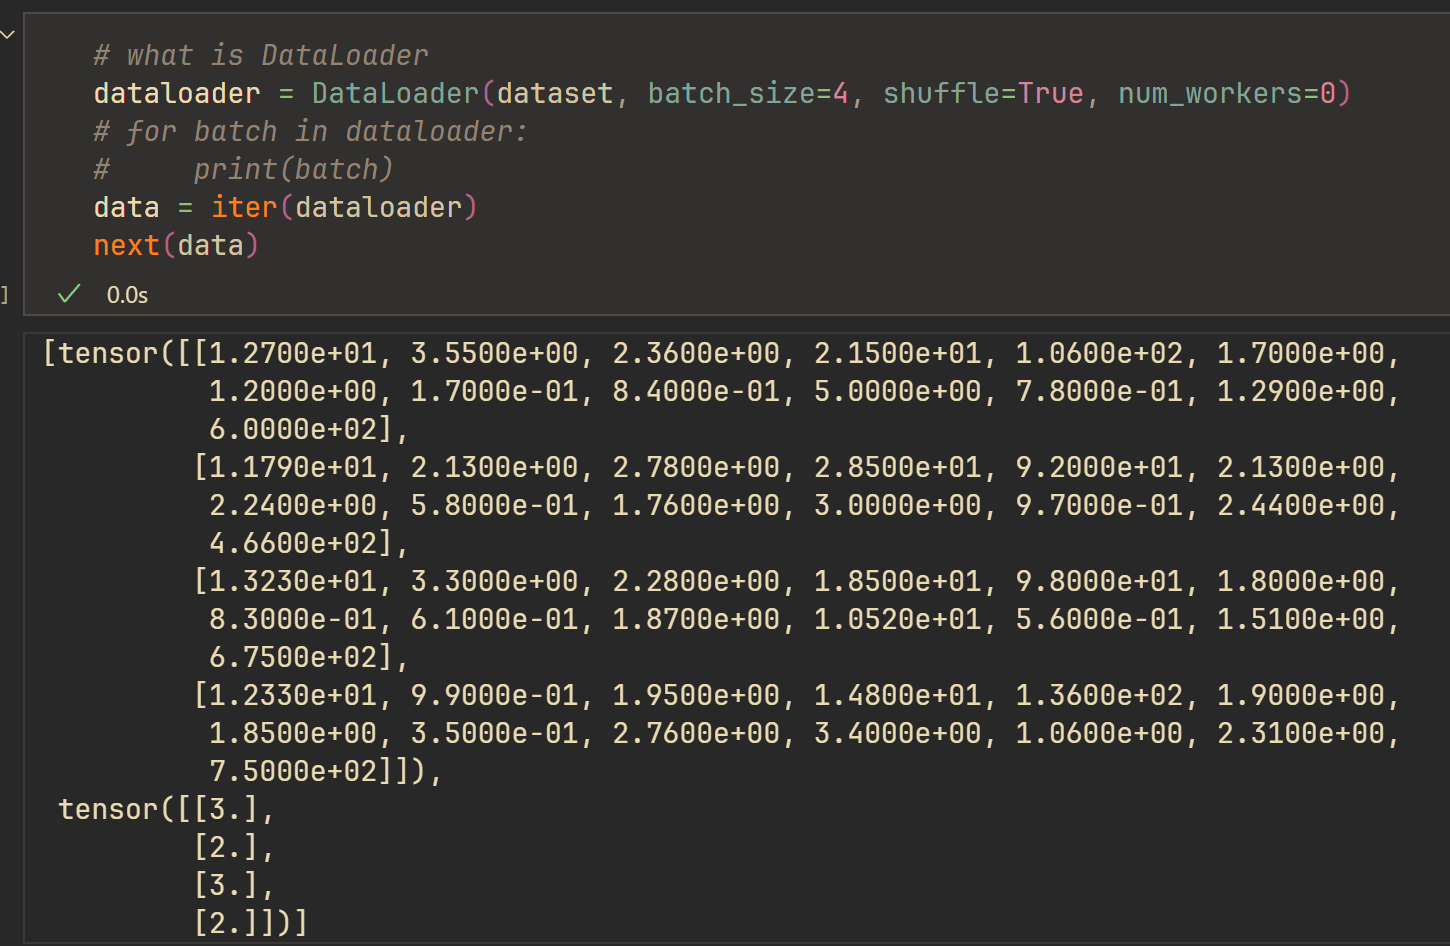 # what is DataLoader
dataloader = DataLoader(dataset, batch_size=4, shuffle=True, num_workers=0)
# for batch in dataloader:
#     print(batch)
data = iter(dataloader)
next(data)
] ✓ 0.0s
[tensor([[1.2700e+01, 3.5500e+00, 2.3600e+00, 2.1500e+01, 1.0600e+02, 1.7000e+00,
          1.2000e+00, 1.7000e-01, 8.4000e-01, 5.0000e+00, 7.8000e-01, 1.2900e+00,
          6.0000e+02],
         [1.1790e+01, 2.1300e+00, 2.7800e+00, 2.8500e+01, 9.2000e+01, 2.1300e+00,
          2.2400e+00, 5.8000e-01, 1.7600e+00, 3.0000e+00, 9.7000e-01, 2.4400e+00,
          4.6600e+02],
         [1.3230e+01, 3.3000e+00, 2.2800e+00, 1.8500e+01, 9.8000e+01, 1.8000e+00,
          8.3000e-01, 6.1000e-01, 1.8700e+00, 1.0520e+01, 5.6000e-01, 1.5100e+00,
          6.7500e+02],
         [1.2330e+01, 9.9000e-01, 1.9500e+00, 1.4800e+01, 1.3600e+02, 1.9000e+00,
          1.8500e+00, 3.5000e-01, 2.7600e+00, 3.4000e+00, 1.0600e+00, 2.3100e+00,
          7.5000e+02]]),
 tensor([[3.],
         [2.],
         [3.],
         [2.]])]